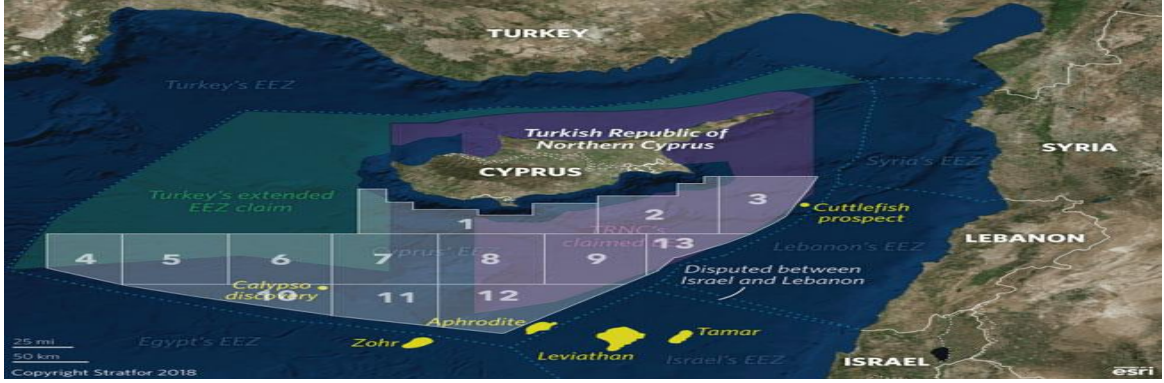 TURKEY
Turkey's EEZ
Turkish Republic of
Northern Cyprus
SYRIA
CYPRUS
Syria's EEZ
Turkey's extended
EEZ claim
3
Cuttlefish
prospect
2
1
TRNC's
claimed
LEBANON
13
Lebanon's EEZ
Cyprus'
4
5
6
7
8
9
Disputed between
Israel and Lebanon
Calypso
discovery
10
11
12
Aphrodite
Tamar
25 mi
Egypt's EEZ
Zohr
50 km
Leviathan
Israel's EEZ
ISRAEL
Copyright Stratfor 2018
esri